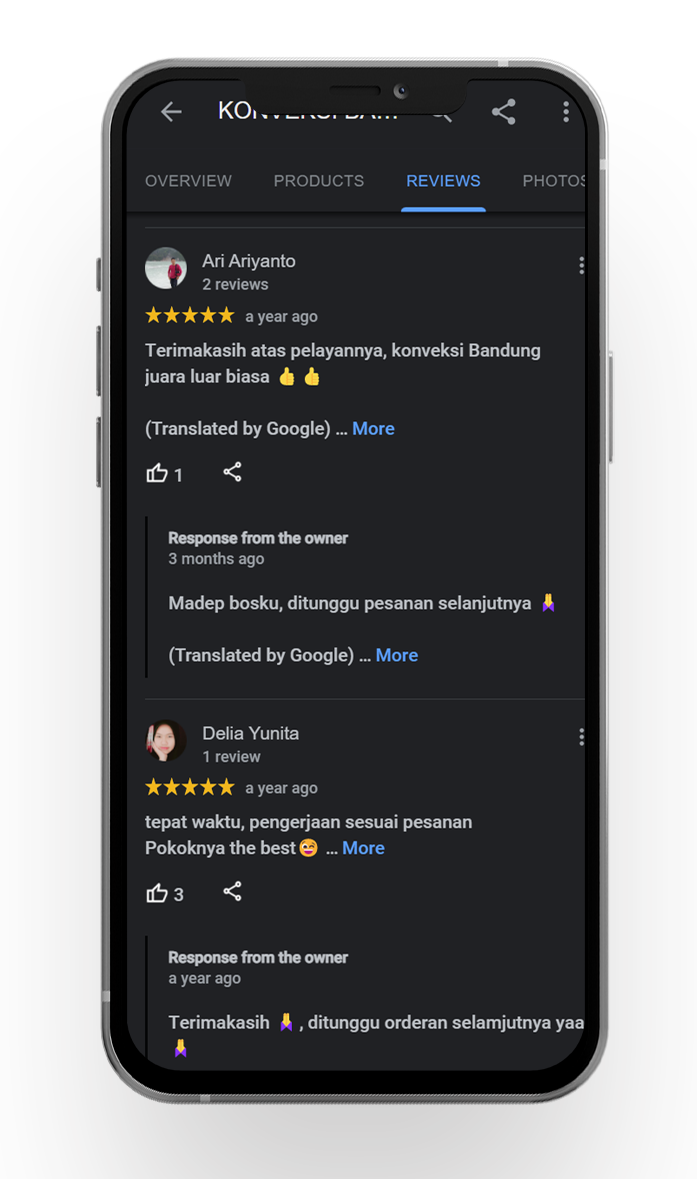 OVERVIEW PRODUCTS REVIEWS PHOTOS
Ari Ariyanto
2 reviews
a year ago
Terimakasih atas pelayannya, konveksi Bandung
juara luar biasa 👍 👍
(Translated by Google) ... More
1
Response from the owner
3 months ago
Madep bosku, ditunggu pesanan selanjutnya
(Translated by Google) ... More
Delia Yunita
1 review
a year ago
tepat waktu, pengerjaan sesuai pesanan
Pokoknya the best😄 ... More
3
Response from the owner
a year ago
Terimakasih , ditunggu orderan selamjutnya yaa